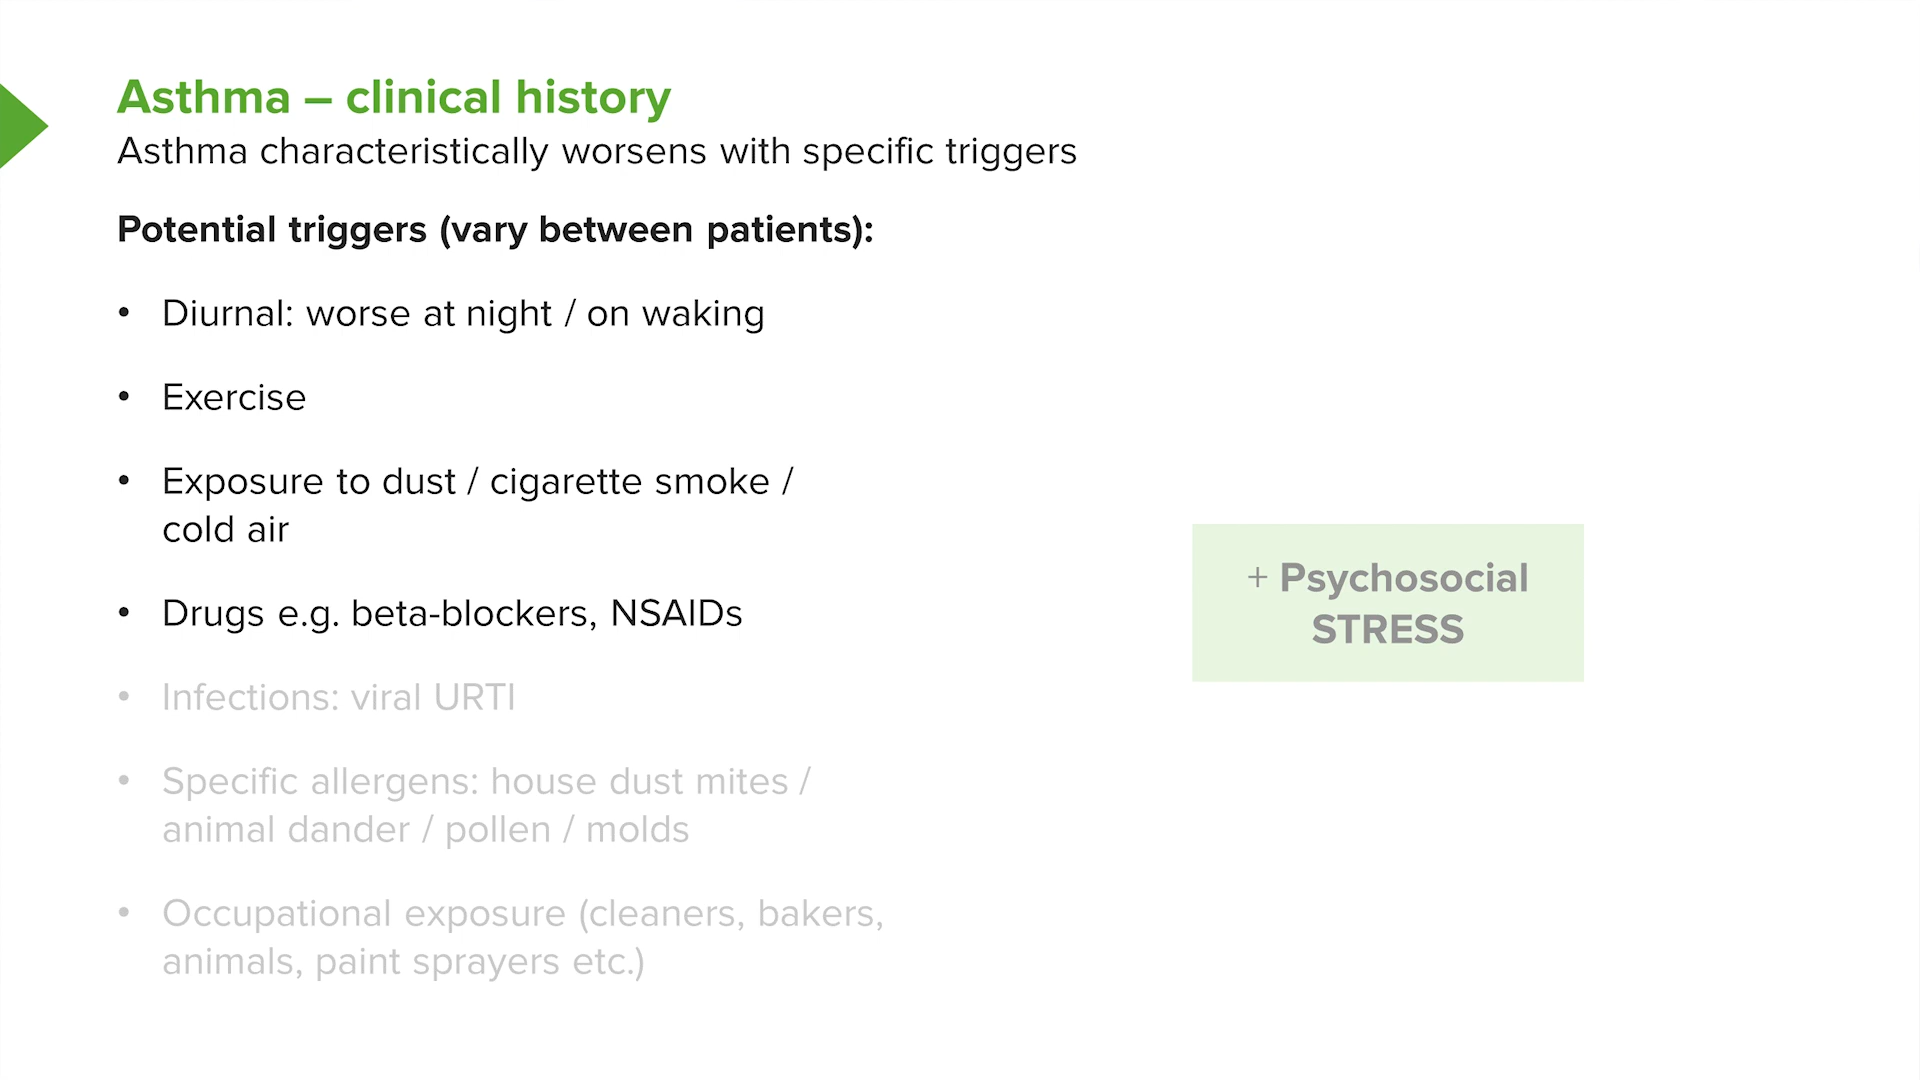 Asthma – clinical history
Asthma characteristically worsens with specific triggers
Potential triggers (vary between patients):
• Diurnal: worse at night / on waking
• Exercise
• Exposure to dust / cigarette smoke /
cold air
• Drugs e.g. beta-blockers, NSAIDs
• Infections: viral URTI
• Specific allergens: house dust mites /
animal dander / pollen / molds
• Occupational exposure (cleaners, bakers,
animals, paint sprayers etc.)
+ Psychosocial
STRESS